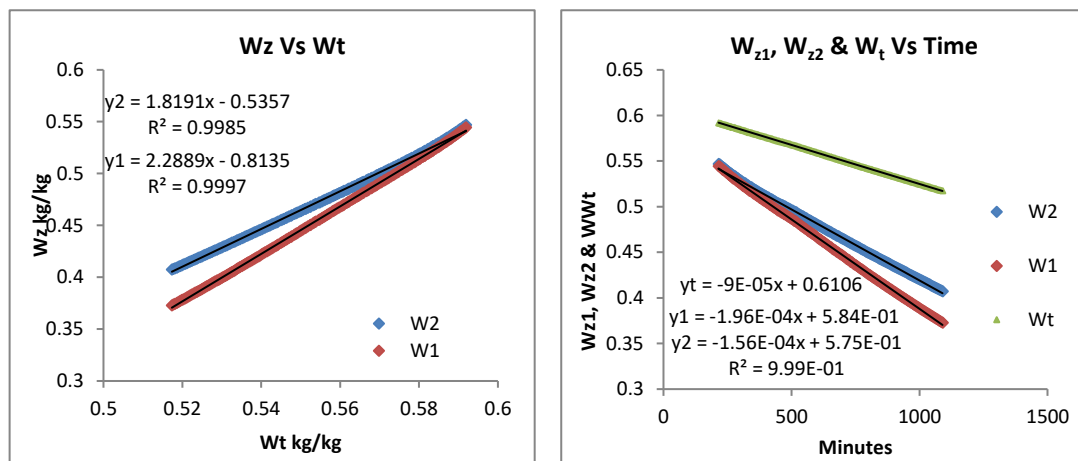 Wz Vs Wt
0.6
0.55
0.5
0.45
0.4
0.35
0.3
Wz kg/kg
y2 = 1.8191x - 0.5357
R² = 0.9985
y1 = 2.2889x - 0.8135
R² = 0.9997
W2
W1
0.5 0.52 0.54 0.56 0.58 0.6
Wt kg/kg
Wz1, Wz2 & Wt Vs Time
0.65
0.6
0.55
0.5
0.45
0.4
0.35
0.3
Wz1, Wz2 & WWt
W2
W1
Wt
yt = -9E-05x + 0.6106
y1 = -1.96E-04x + 5.84E-01
y2 = -1.56E-04x + 5.75E-01
R² = 9.99E-01
0 500 1000 1500
Minutes